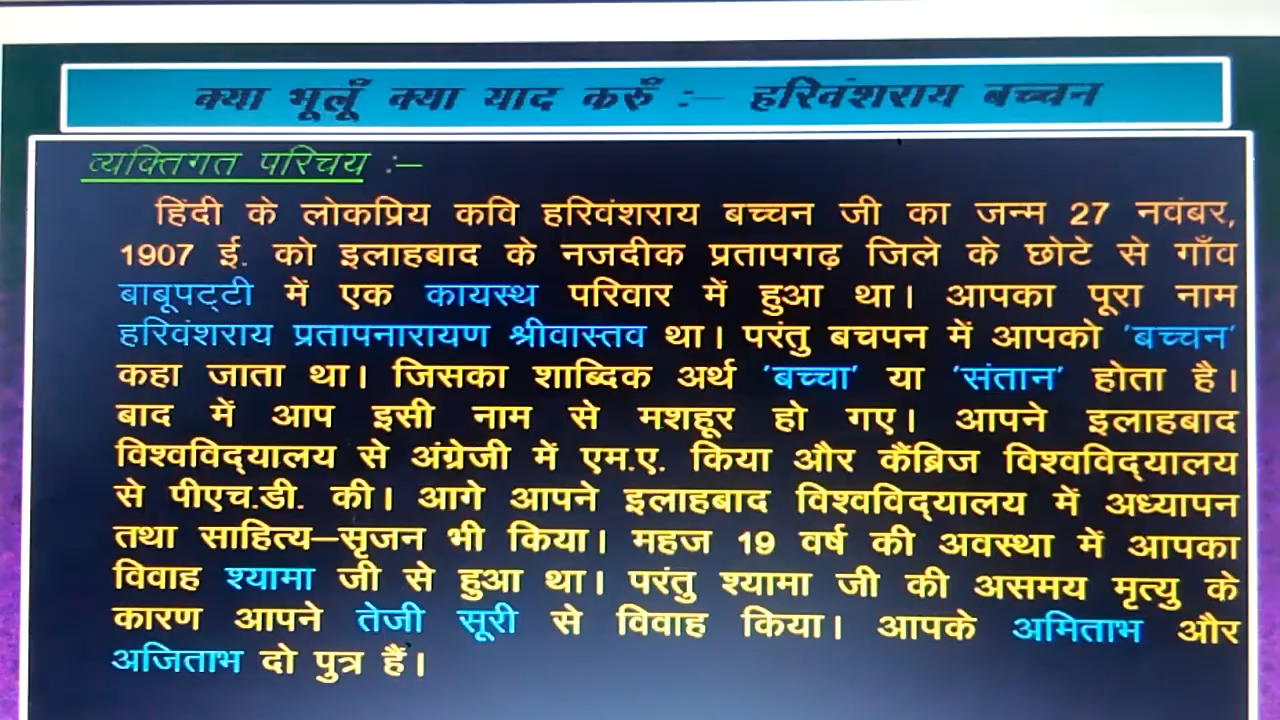 क्या भूलूँ क्या याद करुँ :– हरिवंशराय बच्चन
व्यक्तिगत परिचय :–
हिंदी के लोकप्रिय कवि हरिवंशराय बच्चन जी का जन्म 27 नवंबर,
1907 ई. को इलाहबाद के नजदीक प्रतापगढ़ जिले के छोटे से गाँव
बाबूपट्टी में एक कायस्थ परिवार में हुआ था। आपका पूरा नाम
हरिवंशराय प्रतापनारायण श्रीवास्तव था। परंतु बचपन में आपको 'बच्चन'
कहा जाता था। जिसका शाब्दिक अर्थ 'बच्चा' या 'संतान' होता है।
बाद में आप इसी नाम से मशहूर हो गए। आपने इलाहबाद
विश्वविद्यालय से अंग्रेजी में एम.ए. किया और कैंब्रिज विश्वविद्यालय
से पीएच.डी. की। आगे आपने इलाहबाद विश्वविद्यालय में अध्यापन
तथा साहित्य–सृजन भी किया। महज 19 वर्ष की अवस्था में आपका
विवाह श्यामा जी से हुआ था। परंतु श्यामा जी की असमय मृत्यु के
कारण आपने तेजी सूरी से विवाह किया। आपके अमिताभ और
अजिताभ दो पुत्र हैं।